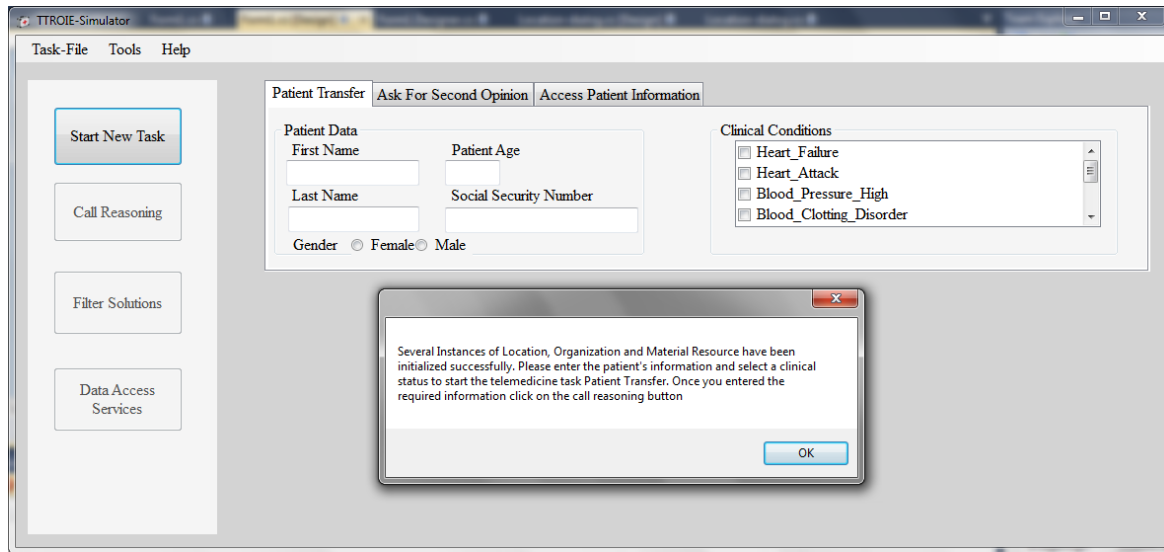 TTROIE-Simulator
Task-File Tools Help
Start New Task
Call Reasoning
Filter Solutions
Data Access
Services
Patient Transfer Ask For Second Opinion Access Patient Information
Patient Data
First Name Patient Age
Last Name Social Security Number
Gender Female Male
Clinical Conditions
Heart_Failure
Heart_Attack
Blood_Pressure_High
Blood_Clotting_Disorder
Several Instances of Location, Organization and Material Resource have been
initialized successfully. Please enter the patient's information and select a clinical
status to start the telemedicine task Patient Transfer. Once you entered the
required information click on the call reasoning button
OK